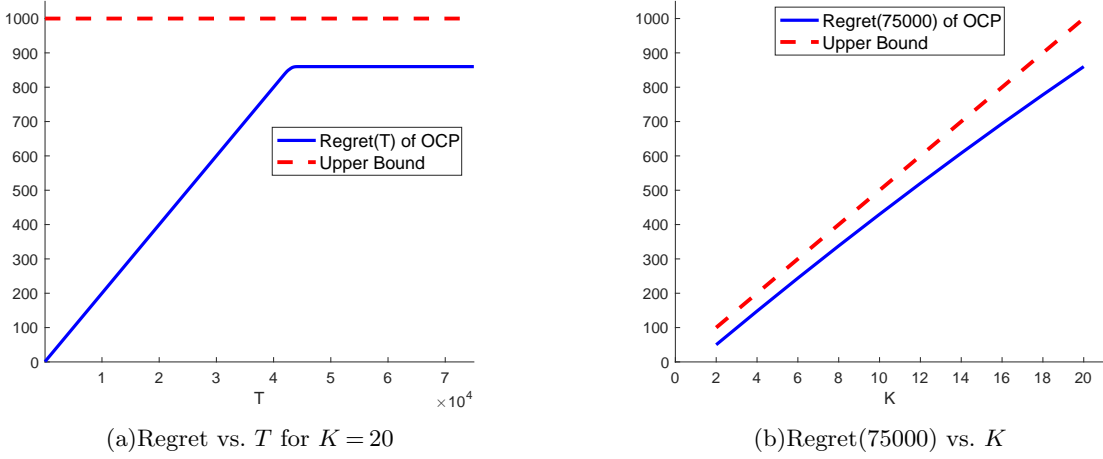 1000
900
800
700
600
500
400
300
200
100
0
1 2 3 4 5 6 7
T
×10^4
Regret(T) of OCP
Upper Bound
(a)Regret vs. T for K = 20
1000
900
800
700
600
500
400
300
200
100
0
0 2 4 6 8 10 12 14 16 18 20
K
Regret(75000) of OCP
Upper Bound
(b)Regret(75000) vs. K